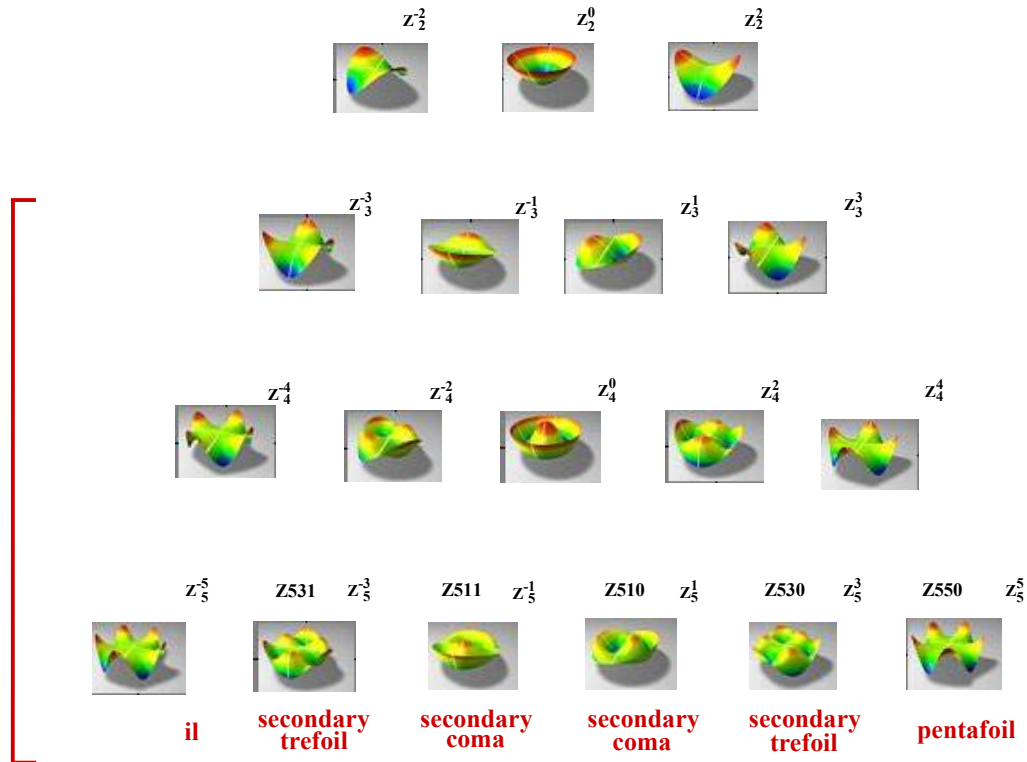 Z₂⁻² Z₂⁰ Z₂²
Z₃⁻³ Z₃⁻¹ Z₃¹ Z₃³
Z₄⁻⁴ Z₄⁻² Z₄⁰ Z₄² Z₄⁴
Z₅⁻⁵ Z531 Z₅⁻³ Z511 Z₅⁻¹ Z510 Z₅¹ Z530 Z₅³ Z550 Z₅⁵
il secondary trefoil secondary coma secondary coma secondary trefoil pentafoil